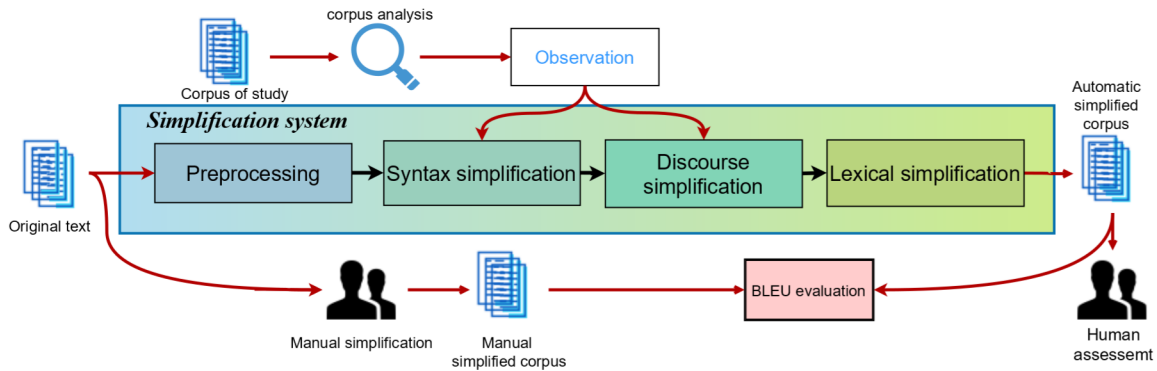 corpus analysis
Observation
Corpus of study
Automatic
simplified
corpus
Simplification system
Preprocessing
Syntax simplification
Discourse
simplification
Lexical simplification
Original text
BLEU evaluation
Manual simplification
Manual
simplified corpus
Human
assessemt